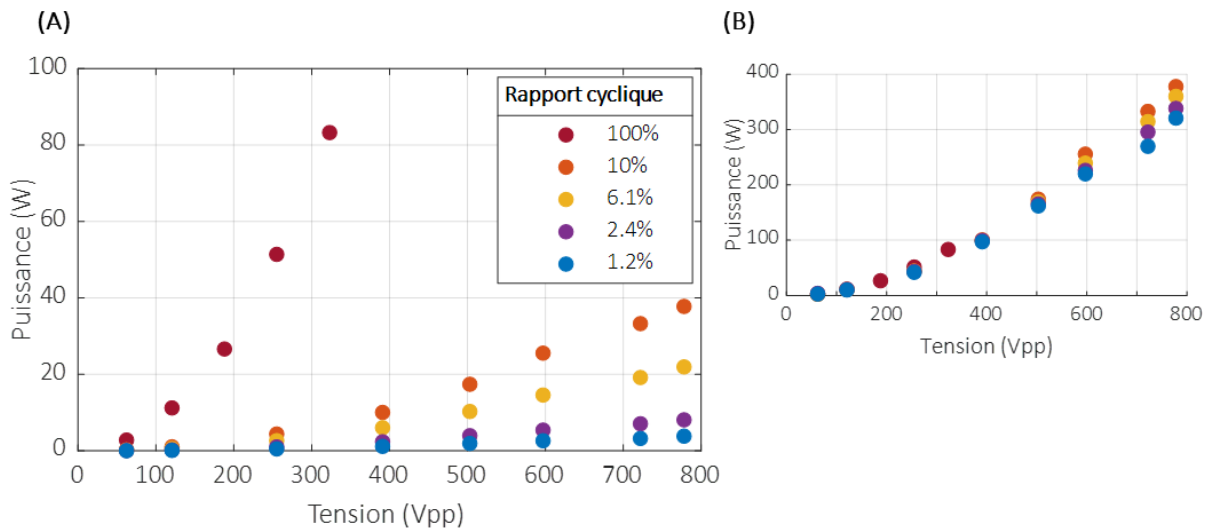 (A)
Puissance (W)
100
80
60
40
20
0
0 100 200 300 400 500 600 700 800
Tension (Vpp)
Rapport cyclique
100%
10%
6.1%
2.4%
1.2%
(B)
Puissance (W)
400
300
200
100
0
0 200 400 600 800
Tension (Vpp)